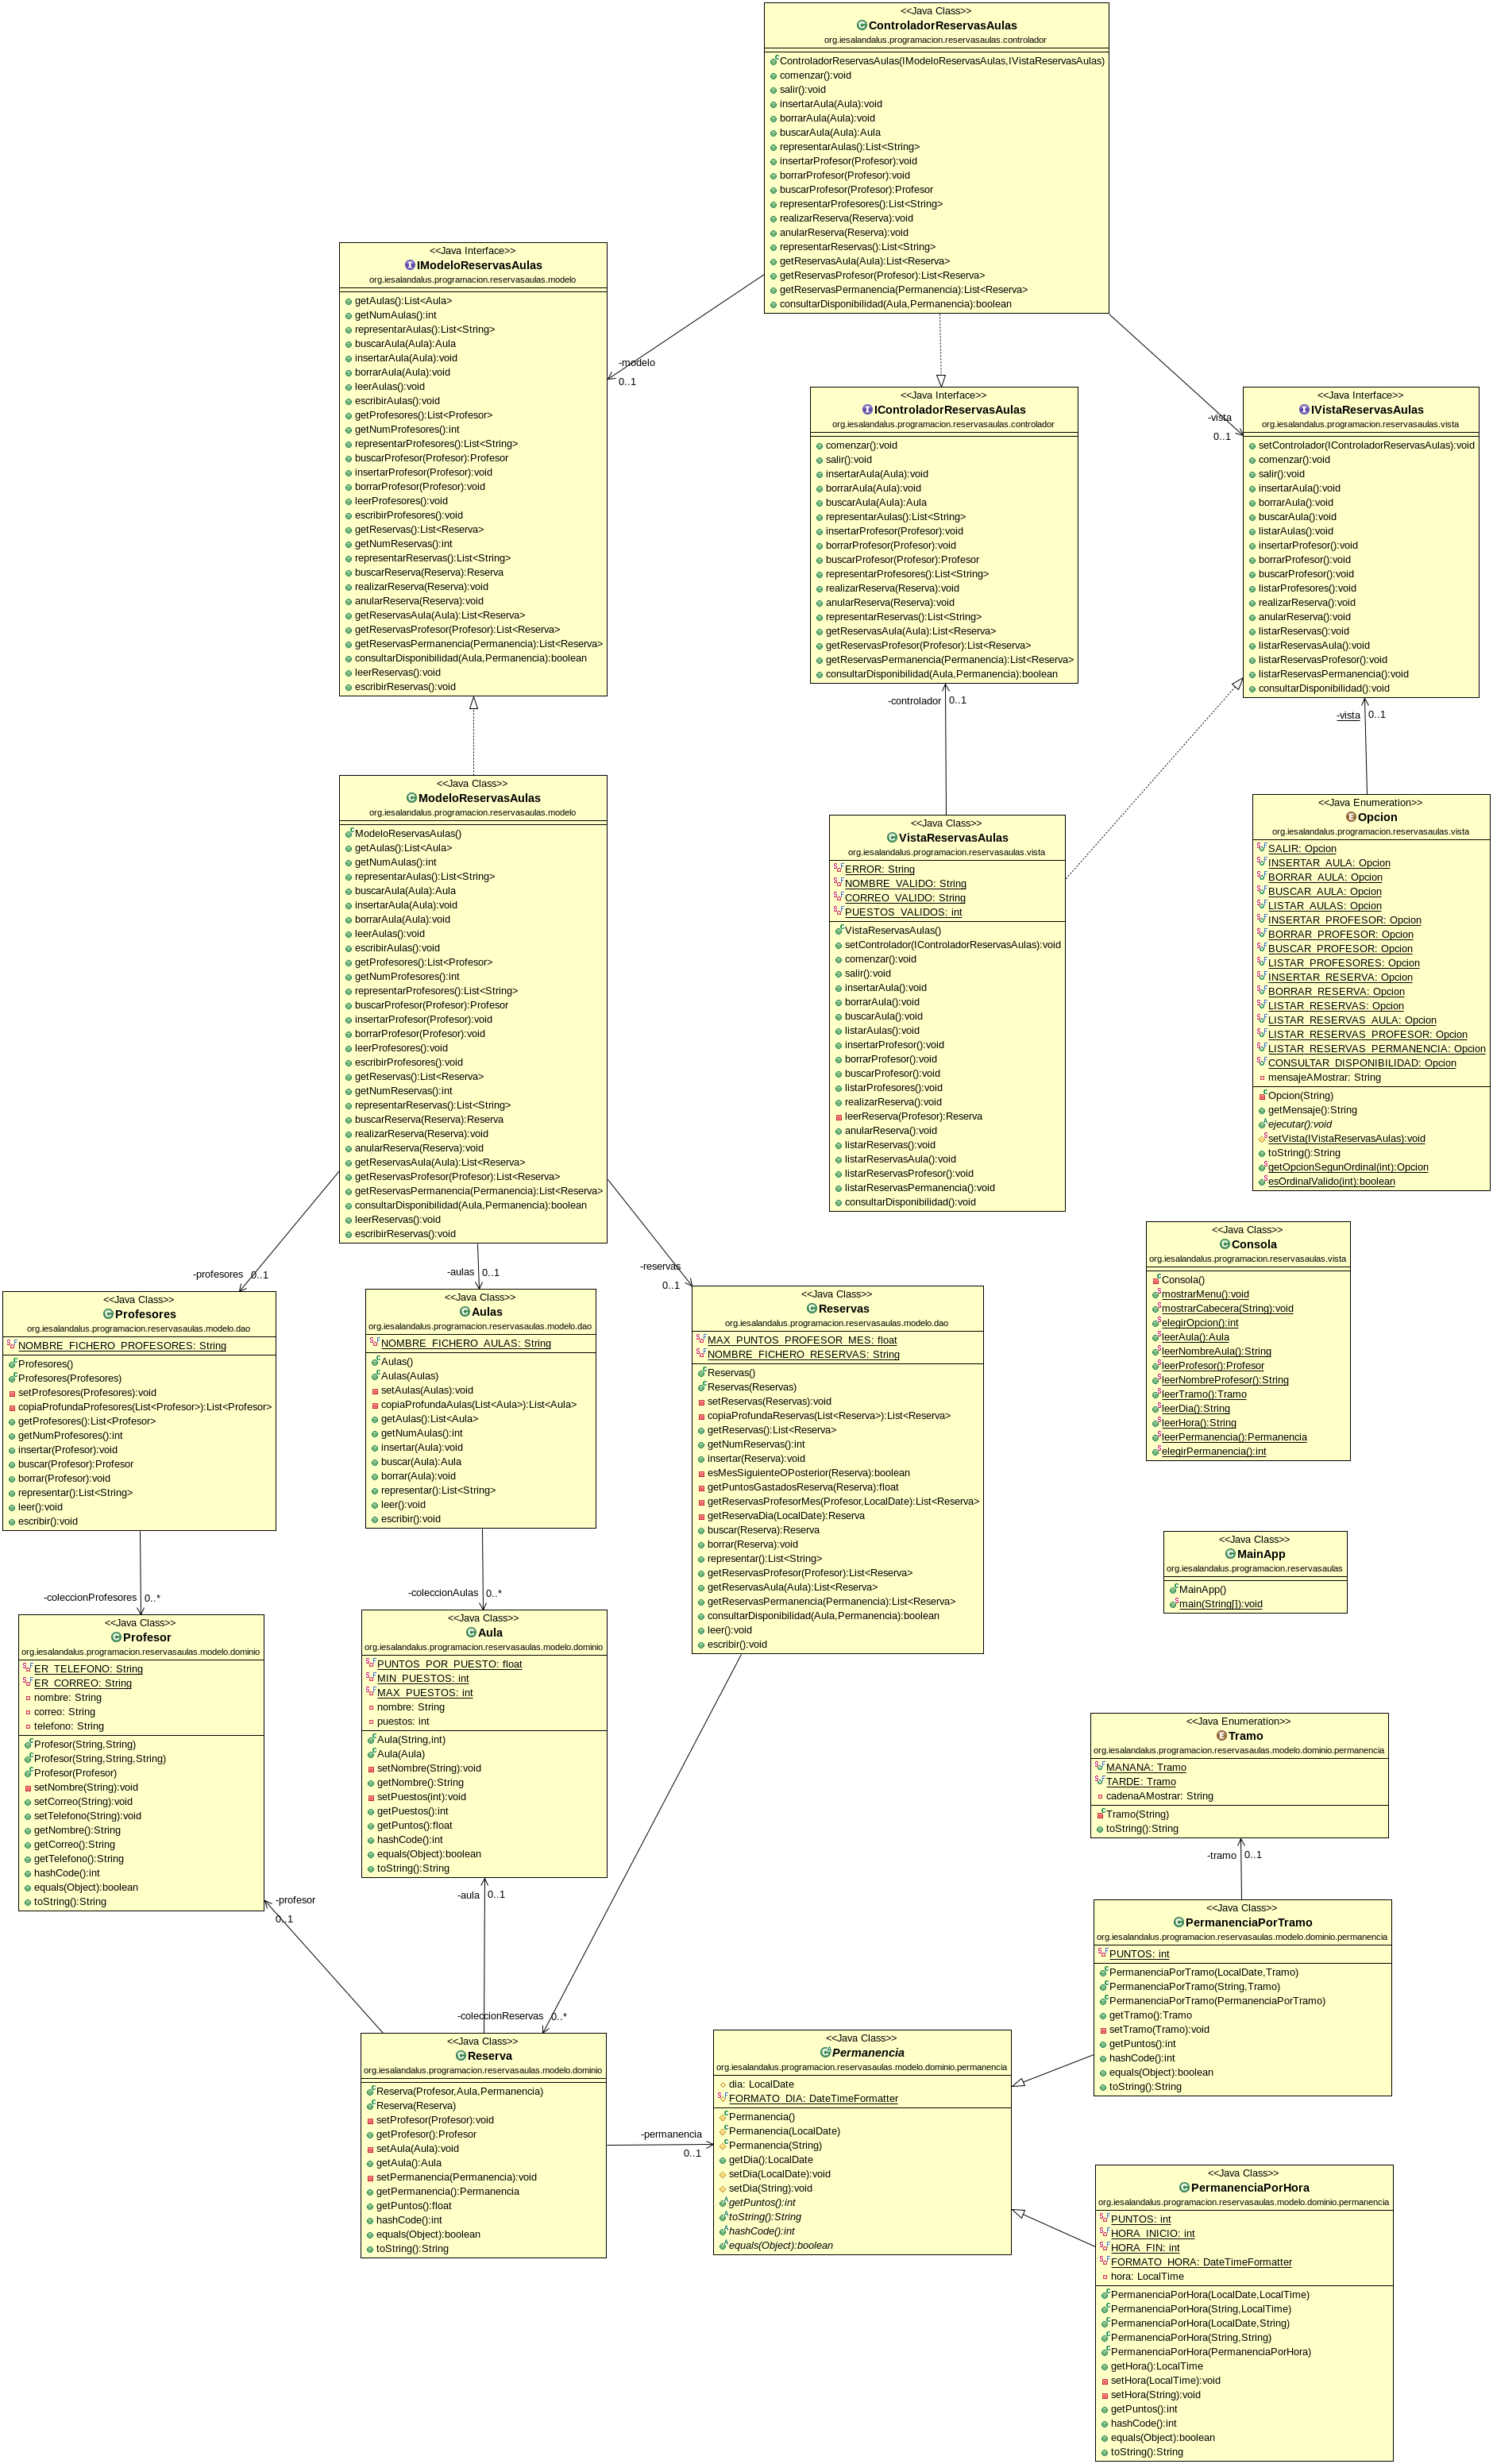 <<Java Class>>
ControladorReservasAulas
org.iesalandalus.programacion.reservasaulas.controlador
ControladorReservasAulas(IModeloReservasAulas,IVistaReservasAulas)
comenzar():void
salir():void
insertarAula(Aula):void
borrarAula(Aula):void
buscarAula(Aula):Aula
representarAulas():List<String>
insertarProfesor(Profesor):void
borrarProfesor(Profesor):void
buscarProfesor(Profesor):Profesor
representarProfesores():List<String>
realizarReserva(Reserva):void
anularReserva(Reserva):void
representarReservas():List<String>
getReservasAula(Aula):List<Reserva>
getReservasProfesor(Profesor):List<Reserva>
getReservasPermanencia(Permanencia):List<Reserva>
consultarDisponibilidad(Aula,Permanencia):boolean
<<Java Interface>>
IModeloReservasAulas
org.iesalandalus.programacion.reservasaulas.modelo
getAulas():List<Aula>
getNumAulas():int
representarAulas():List<String>
buscarAula(Aula):Aula
insertarAula(Aula):void
borrarAula(Aula):void
leerAulas():void
escribirAulas():void
getProfesores():List<Profesor>
getNumProfesores():int
representarProfesores():List<String>
buscarProfesor(Profesor):Profesor
insertarProfesor(Profesor):void
borrarProfesor(Profesor):void
leerProfesores():void
escribirProfesores():void
getReservas():List<Reserva>
getNumReservas():int
representarReservas():List<String>
buscarReserva(Reserva):Reserva
realizarReserva(Reserva):void
anularReserva(Reserva):void
getReservasAula(Aula):List<Reserva>
getReservasProfesor(Profesor):List<Reserva>
getReservasPermanencia(Permanencia):List<Reserva>
consultarDisponibilidad(Aula,Permanencia):boolean
leerReservas():void
escribirReservas():void
-modelo
0..1
<<Java Interface>>
IControladorReservasAulas
org.iesalandalus.programacion.reservasaulas.controlador
comenzar():void
salir():void
insertarAula(Aula):void
borrarAula(Aula):void
buscarAula(Aula):Aula
representarAulas():List<String>
insertarProfesor(Profesor):void
borrarProfesor(Profesor):void
buscarProfesor(Profesor):Profesor
representarProfesores():List<String>
realizarReserva(Reserva):void
anularReserva(Reserva):void
representarReservas():List<String>
getReservasAula(Aula):List<Reserva>
getReservasProfesor(Profesor):List<Reserva>
getReservasPermanencia(Permanencia):List<Reserva>
consultarDisponibilidad(Aula,Permanencia):boolean
-vista
0..1
<<Java Interface>>
IVistaReservasAulas
org.iesalandalus.programacion.reservasaulas.vista
setControlador(IControladorReservasAulas):void
comenzar():void
salir():void
insertarAula():void
borrarAula():void
buscarAula():void
listarAulas():void
insertarProfesor():void
borrarProfesor():void
buscarProfesor():void
listarProfesores():void
realizarReserva():void
anularReserva():void
listarReservas():void
listarReservasAula():void
listarReservasProfesor():void
listarReservasPermanencia():void
consultarDisponibilidad():void
-controlador 0..1
-vista 0..1
<<Java Class>>
ModeloReservasAulas
org.iesalandalus.programacion.reservasaulas.modelo
ModeloReservasAulas()
getAulas():List<Aula>
getNumAulas():int
representarAulas():List<String>
buscarAula(Aula):Aula
insertarAula(Aula):void
borrarAula(Aula):void
leerAulas():void
escribirAulas():void
getProfesores():List<Profesor>
getNumProfesores():int
representarProfesores():List<String>
buscarProfesor(Profesor):Profesor
insertarProfesor(Profesor):void
borrarProfesor(Profesor):void
leerProfesores():void
escribirProfesores():void
getReservas():List<Reserva>
getNumReservas():int
representarReservas():List<String>
buscarReserva(Reserva):Reserva
realizarReserva(Reserva):void
anularReserva(Reserva):void
getReservasAula(Aula):List<Reserva>
getReservasProfesor(Profesor):List<Reserva>
getReservasPermanencia(Permanencia):List<Reserva>
consultarDisponibilidad(Aula,Permanencia):boolean
leerReservas():void
escribirReservas():void
<<Java Class>>
VistaReservasAulas
org.iesalandalus.programacion.reservasaulas.vista
ERROR: String
NOMBRE_VALIDO: String
CORREO_VALIDO: String
PUESTOS_VALIDOS: int
VistaReservasAulas()
setControlador(IControladorReservasAulas):void
comenzar():void
salir():void
insertarAula():void
borrarAula():void
buscarAula():void
listarAulas():void
insertarProfesor():void
borrarProfesor():void
buscarProfesor():void
listarProfesores():void
realizarReserva():void
leerReserva(Profesor):Reserva
anularReserva():void
listarReservas():void
listarReservasAula():void
listarReservasProfesor():void
listarReservasPermanencia():void
consultarDisponibilidad():void
<<Java Enumeration>>
Opcion
org.iesalandalus.programacion.reservasaulas.vista
SALIR: Opcion
INSERTAR_AULA: Opcion
BORRAR_AULA: Opcion
BUSCAR_AULA: Opcion
LISTAR_AULAS: Opcion
INSERTAR_PROFESOR: Opcion
BORRAR_PROFESOR: Opcion
BUSCAR_PROFESOR: Opcion
LISTAR_PROFESORES: Opcion
INSERTAR_RESERVA: Opcion
BORRAR_RESERVA: Opcion
LISTAR_RESERVAS: Opcion
LISTAR_RESERVAS_AULA: Opcion
LISTAR_RESERVAS_PROFESOR: Opcion
LISTAR_RESERVAS_PERMANENCIA: Opcion
CONSULTAR_DISPONIBILIDAD: Opcion
mensajeAMostrar: String
Opcion(String)
getMensaje():String
ejecutar():void
setVista(IVistaReservasAulas):void
toString():String
getOpcionSegunOrdinal(int):Opcion
esOrdinalValido(int):boolean
<<Java Class>>
Consola
org.iesalandalus.programacion.reservasaulas.vista
Consola()
mostrarMenu():void
mostrarCabecera(String):void
elegirOpcion():int
leerAula():Aula
leerNombreAula():String
leerProfesor():Profesor
leerNombreProfesor():String
leerTramo():Tramo
leerDia():String
leerHora():String
leerPermanencia():Permanencia
elegirPermanencia():int
-profesores 0..1
-aulas 0..1
-reservas
0..1
<<Java Class>>
Profesores
org.iesalandalus.programacion.reservasaulas.modelo.dao
NOMBRE_FICHERO_PROFESORES: String
Profesores()
Profesores(Profesores)
setProfesores(Profesores):void
copiaProfundaProfesores(List<Profesor>):List<Profesor>
getProfesores():List<Profesor>
getNumProfesores():int
insertar(Profesor):void
buscar(Profesor):Profesor
borrar(Profesor):void
representar():List<String>
leer():void
escribir():void
<<Java Class>>
Aulas
org.iesalandalus.programacion.reservasaulas.modelo.dao
NOMBRE_FICHERO_AULAS: String
Aulas()
Aulas(Aulas)
setAulas(Aulas):void
copiaProfundaAulas(List<Aula>):List<Aula>
getAulas():List<Aula>
getNumAulas():int
insertar(Aula):void
buscar(Aula):Aula
borrar(Aula):void
representar():List<String>
leer():void
escribir():void
<<Java Class>>
Reservas
org.iesalandalus.programacion.reservasaulas.modelo.dao
MAX_PUNTOS_PROFESOR_MES: float
NOMBRE_FICHERO_RESERVAS: String
Reservas()
Reservas(Reservas)
setReservas(Reservas):void
copiaProfundaReservas(List<Reserva>):List<Reserva>
getReservas():List<Reserva>
getNumReservas():int
insertar(Reserva):void
esMesSiguienteOPosterior(Reserva):boolean
getPuntosGastadosReserva(Reserva):float
getReservasProfesorMes(Profesor,LocalDate):List<Reserva>
getReservaDia(LocalDate):Reserva
buscar(Reserva):Reserva
borrar(Reserva):void
representar():List<String>
getReservasProfesor(Profesor):List<Reserva>
getReservasAula(Aula):List<Reserva>
getReservasPermanencia(Permanencia):List<Reserva>
consultarDisponibilidad(Aula,Permanencia):boolean
leer():void
escribir():void
<<Java Class>>
MainApp
org.iesalandalus.programacion.reservasaulas
MainApp()
main(String[]):void
-coleccionProfesores 0..*
-coleccionAulas 0..*
<<Java Class>>
Profesor
org.iesalandalus.programacion.reservasaulas.modelo.dominio
ER_TELEFONO: String
ER_CORREO: String
nombre: String
correo: String
telefono: String
Profesor(String,String)
Profesor(String,String,String)
Profesor(Profesor)
setNombre(String):void
setCorreo(String):void
setTelefono(String):void
getNombre():String
getCorreo():String
getTelefono():String
hashCode():int
equals(Object):boolean
toString():String
<<Java Class>>
Aula
org.iesalandalus.programacion.reservasaulas.modelo.dominio
PUNTOS_POR_PUESTO: float
MIN_PUESTOS: int
MAX_PUESTOS: int
nombre: String
puestos: int
Aula(String,int)
Aula(Aula)
setNombre(String):void
getNombre():String
setPuestos(int):void
getPuestos():int
getPuntos():float
hashCode():int
equals(Object):boolean
toString():String
<<Java Enumeration>>
Tramo
org.iesalandalus.programacion.reservasaulas.modelo.dominio.permanencia
MANANA: Tramo
TARDE: Tramo
cadenaAMostrar: String
Tramo(String)
toString():String
-tramo 0..1
-profesor
0..1
-aula 0..1
-coleccionReservas 0..*
<<Java Class>>
PermanenciaPorTramo
org.iesalandalus.programacion.reservasaulas.modelo.dominio.permanencia
PUNTOS: int
PermanenciaPorTramo(LocalDate,Tramo)
PermanenciaPorTramo(String,Tramo)
PermanenciaPorTramo(PermanenciaPorTramo)
getTramo():Tramo
setTramo(Tramo):void
getPuntos():int
hashCode():int
equals(Object):boolean
toString():String
<<Java Class>>
Reserva
org.iesalandalus.programacion.reservasaulas.modelo.dominio
Reserva(Profesor,Aula,Permanencia)
Reserva(Reserva)
setProfesor(Profesor):void
getProfesor():Profesor
setAula(Aula):void
getAula():Aula
setPermanencia(Permanencia):void
getPermanencia():Permanencia
getPuntos():float
hashCode():int
equals(Object):boolean
toString():String
-permanencia
0..1
<<Java Class>>
Permanencia
org.iesalandalus.programacion.reservasaulas.modelo.dominio.permanencia
dia: LocalDate
FORMATO_DIA: DateTimeFormatter
Permanencia()
Permanencia(LocalDate)
Permanencia(String)
getDia():LocalDate
setDia(LocalDate):void
setDia(String):void
getPuntos():int
toString():String
hashCode():int
equals(Object):boolean
<<Java Class>>
PermanenciaPorHora
org.iesalandalus.programacion.reservasaulas.modelo.dominio.permanencia
PUNTOS: int
HORA_INICIO: int
HORA_FIN: int
FORMATO_HORA: DateTimeFormatter
hora: LocalTime
PermanenciaPorHora(LocalDate,LocalTime)
PermanenciaPorHora(String,LocalTime)
PermanenciaPorHora(LocalDate,String)
PermanenciaPorHora(String,String)
PermanenciaPorHora(PermanenciaPorHora)
getHora():LocalTime
setHora(LocalTime):void
setHora(String):void
getPuntos():int
hashCode():int
equals(Object):boolean
toString():String